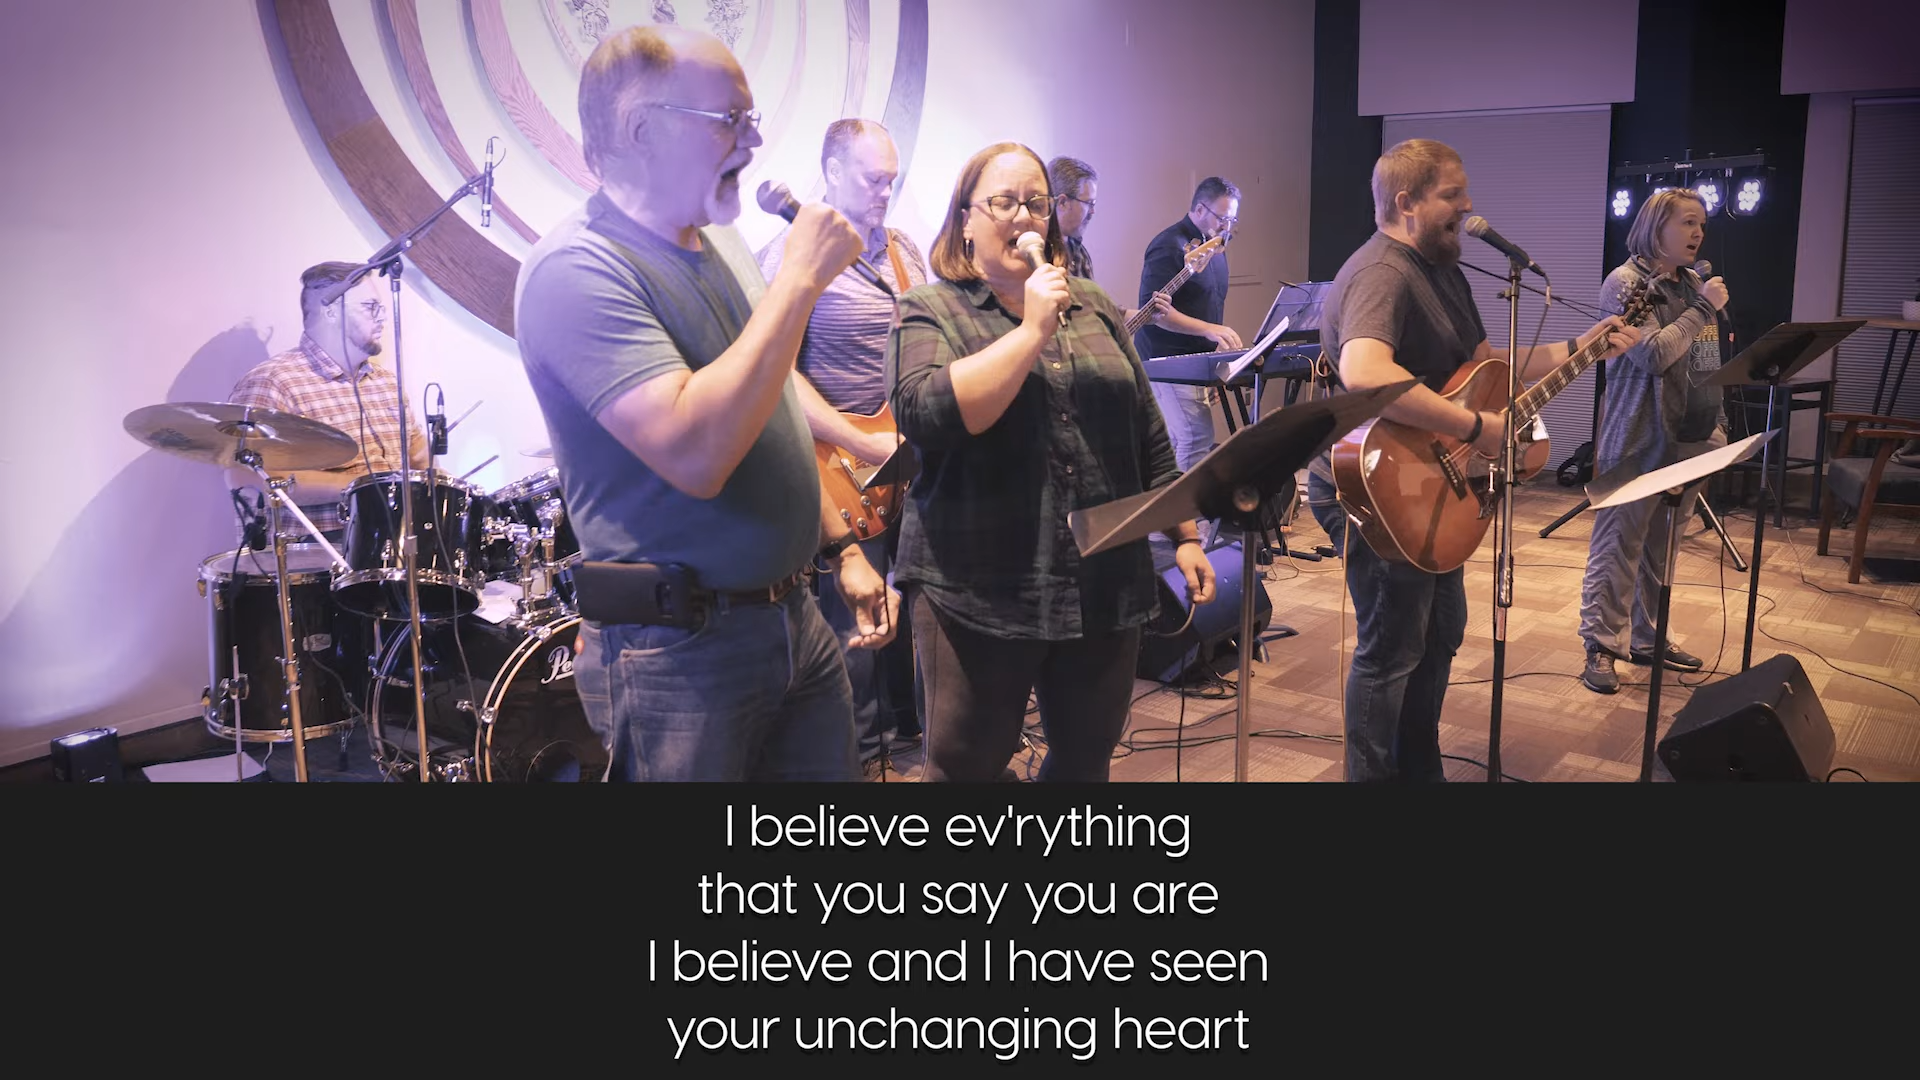 I believe ev'rything
that you say you are
I believe and I have seen
your unchanging heart